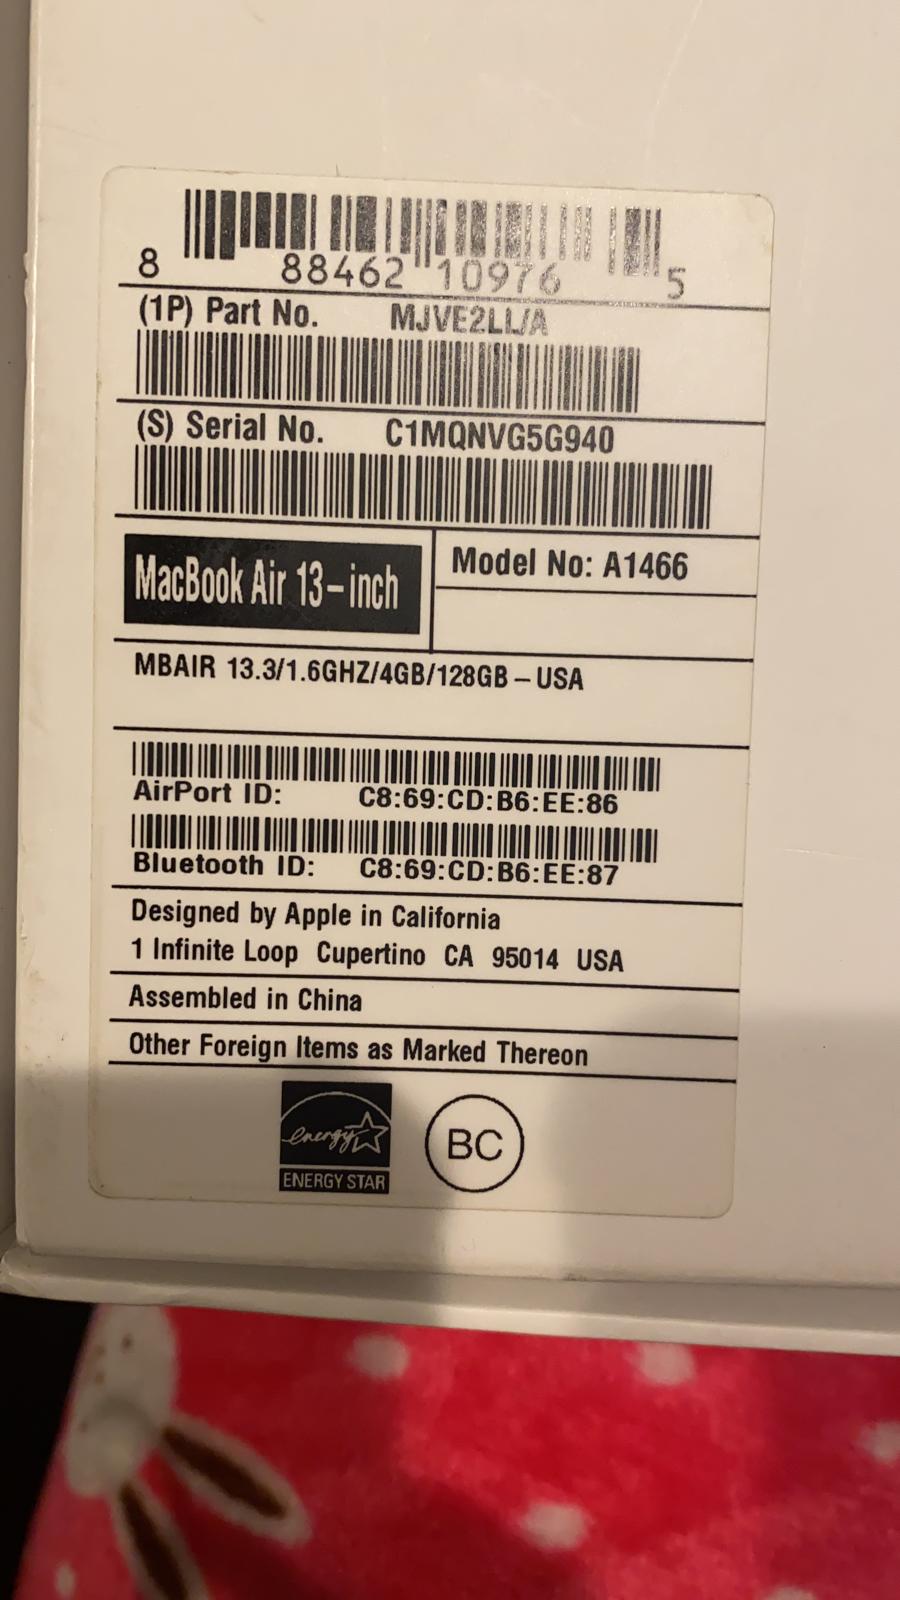 8 88462 10976 5
(1P) Part No. MJVE2LL/A
(S) Serial No. C1MQNVG5G940
MacBook Air 13-inch
Model No: A1466
MBAIR 13.3/1.6GHZ/4GB/128GB – USA
AirPort ID: C8:69:CD:B6:EE:86
Bluetooth ID: C8:69:CD:B6:EE:87
Designed by Apple in California
1 Infinite Loop Cupertino CA 95014 USA
Assembled in China
Other Foreign Items as Marked Thereon
energy
ENERGY STAR
BC